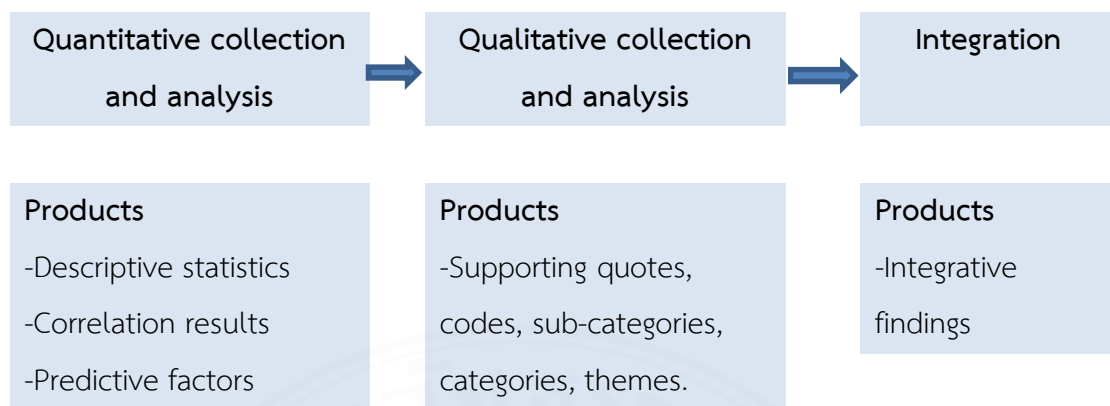 Quantitative collection
and analysis
Qualitative collection
and analysis
Integration
Products
-Descriptive statistics
-Correlation results
-Predictive factors
Products
-Supporting quotes,
codes, sub-categories,
categories, themes.
Products
-Integrative
findings